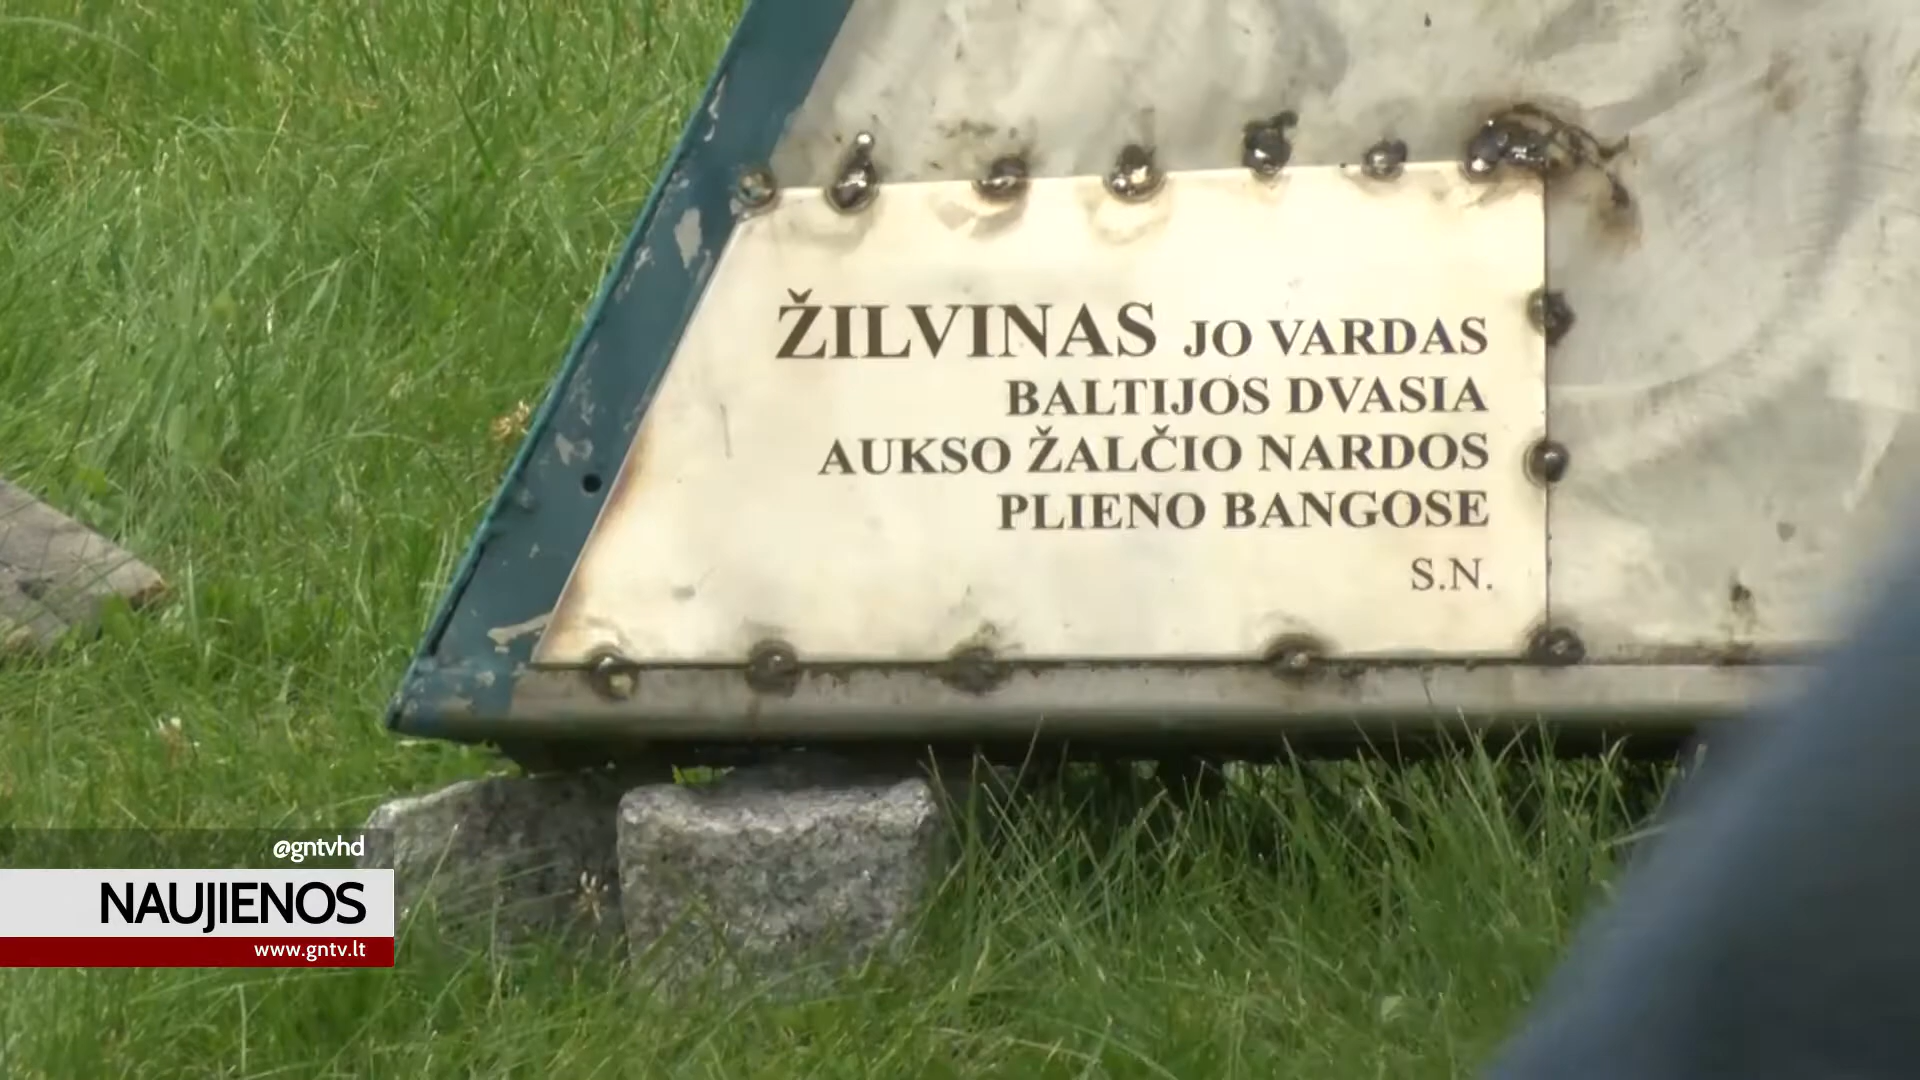 ŽILVINAS JO VARDAS
BALTIJOS DVASIA
AUKSO ŽALČIO NARDOS
PLIENO BANGOSE
S.N.
@gntvhd
NAUJIENOS
www.gntv.lt